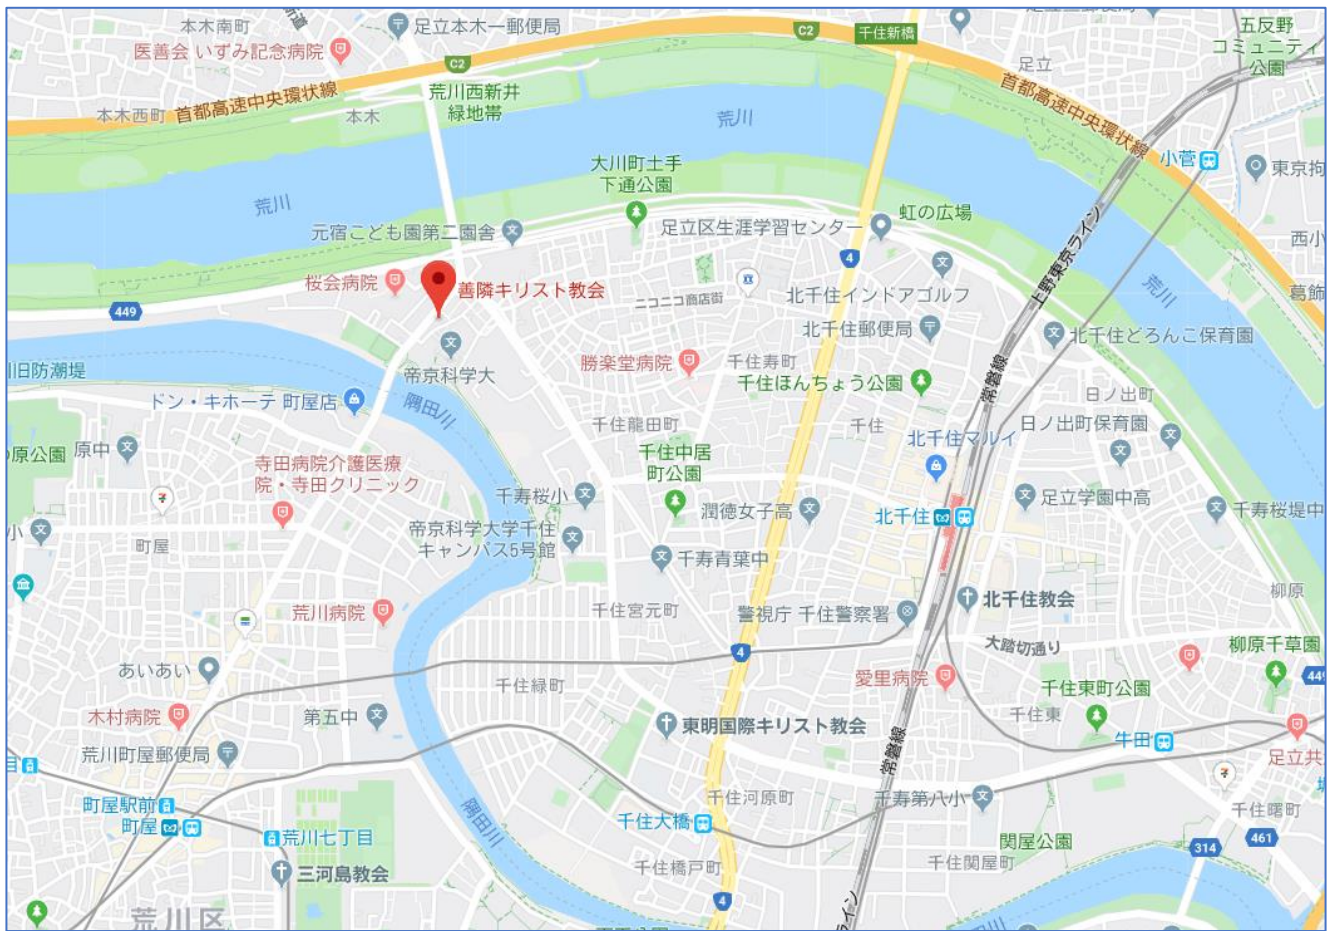 本木南町
新道
足立本木一郵便局
医善会 いずみ記念病院
C2
C2
千住新橋
足立
五反野
コミュニティ
公園
首都高速中央環状線
本木西町
首都高速中央環状線
本木
荒川西新井
緑地帯
荒川
小菅
東京拘
大川町土手
下通公園
荒川
元宿こども園第二園舎
足立区生涯学習センター
虹の広場
西小
4
上野東京ライン
荒川
桜会病院
善隣キリスト教会
ニコニコ商店街
北千住インドアゴルフ
葛飾
449
北千住郵便局
北千住どろんこ保育園
川旧防潮堤
帝京科学大
勝楽堂病院
千住寿町
千住ほんちょう公園
常磐線
日ノ出町
ドン・キホーテ 町屋店
隅田川
千住龍田町
千住
北千住マルイ
日ノ出町保育園
原公園
原中
千住中居
町公園
寺田病院介護医療
院・寺田クリニック
千寿桜小
潤徳女子高
北千住
足立学園中高
千寿桜堤中
小
町屋
帝京科学大学千住
キャンパス5号館
千寿青葉中
柳原
荒川病院
千住宮元町
警視庁 千住警察署
北千住教会
大踏切通り
柳原千草園
4
あいあい
千住緑町
愛里病院
千住東町公園
449
木村病院
第五中
東明国際キリスト教会
千住東
牛田
荒川町屋郵便局
常磐線
足立共
目
町屋駅前
町屋
隅田川
千住河原町
千寿第八小
千住曙町
荒川七丁目
千住大橋
関屋公園
461
314
三河島教会
千住橋戸町
千住関屋町
4
荒川区
ライン